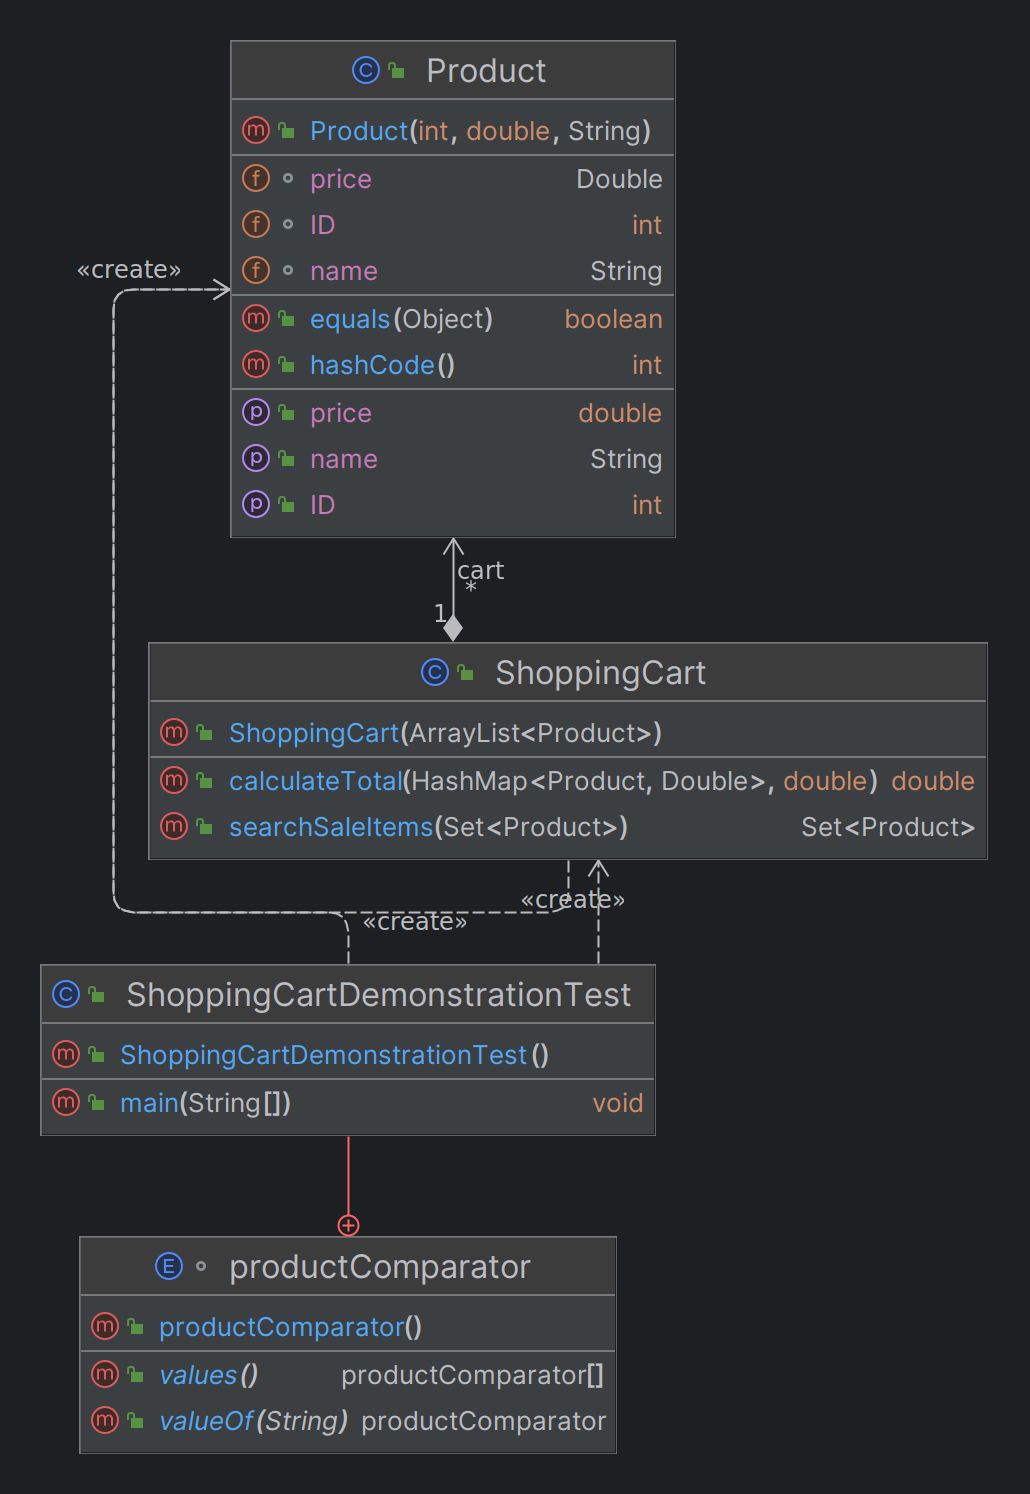 Product
Product(int, double, String)
price Double
ID int
name String
«create»
equals(Object) boolean
hashCode() int
price double
name String
ID int
cart
*
1
ShoppingCart
ShoppingCart(ArrayList<Product>)
calculateTotal(HashMap<Product, Double>, double) double
searchSaleItems(Set<Product>) Set<Product>
«create»
«create»
ShoppingCartDemonstrationTest
ShoppingCartDemonstrationTest()
main(String[]) void
productComparator
productComparator()
values() productComparator[]
valueOf(String) productComparator